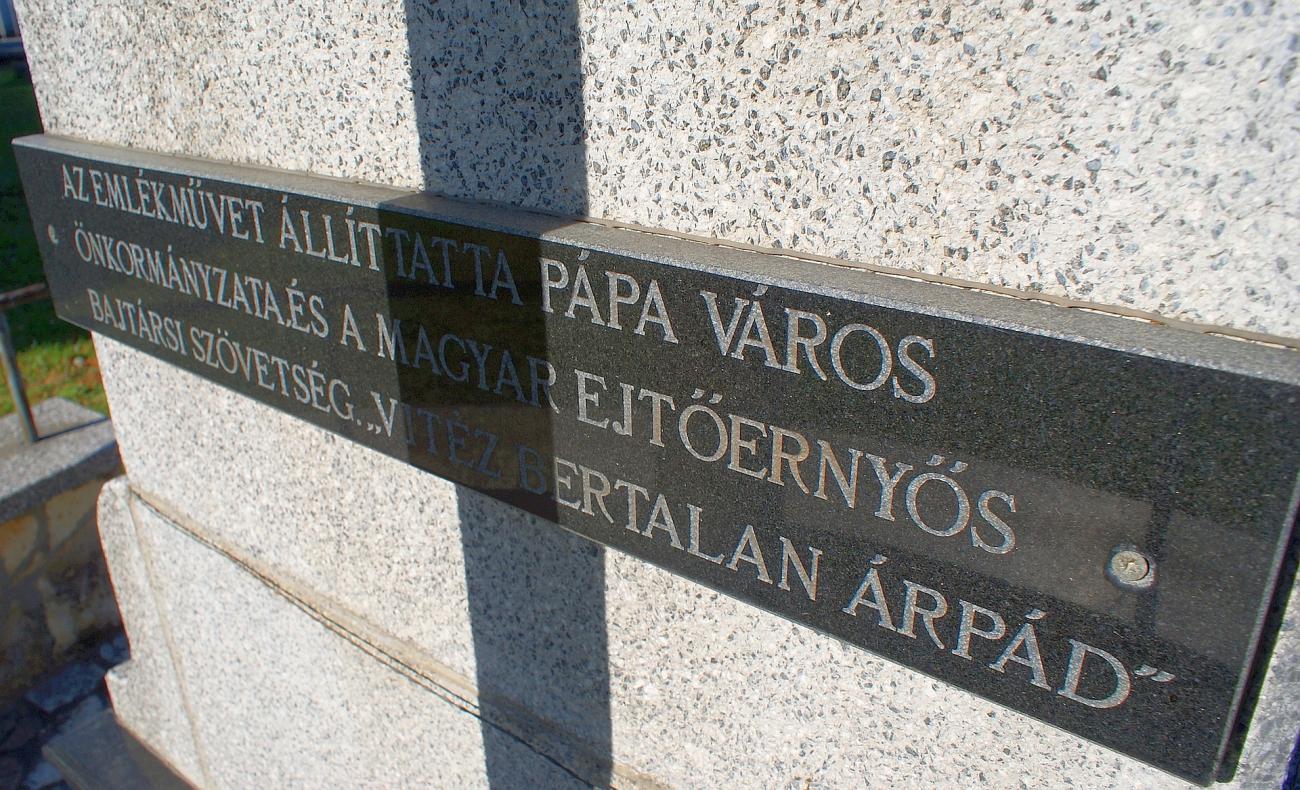 AZ EMLÉKMŰVET ÁLLÍTTATTA PÁPA VÁROS
ÖNKORMÁNYZATA,ÉS A MAGYAR EJTŐERNYŐS
BAJTÁRSI SZÖVETSÉG. „VITÉZ BERTALAN ÁRPÁD”